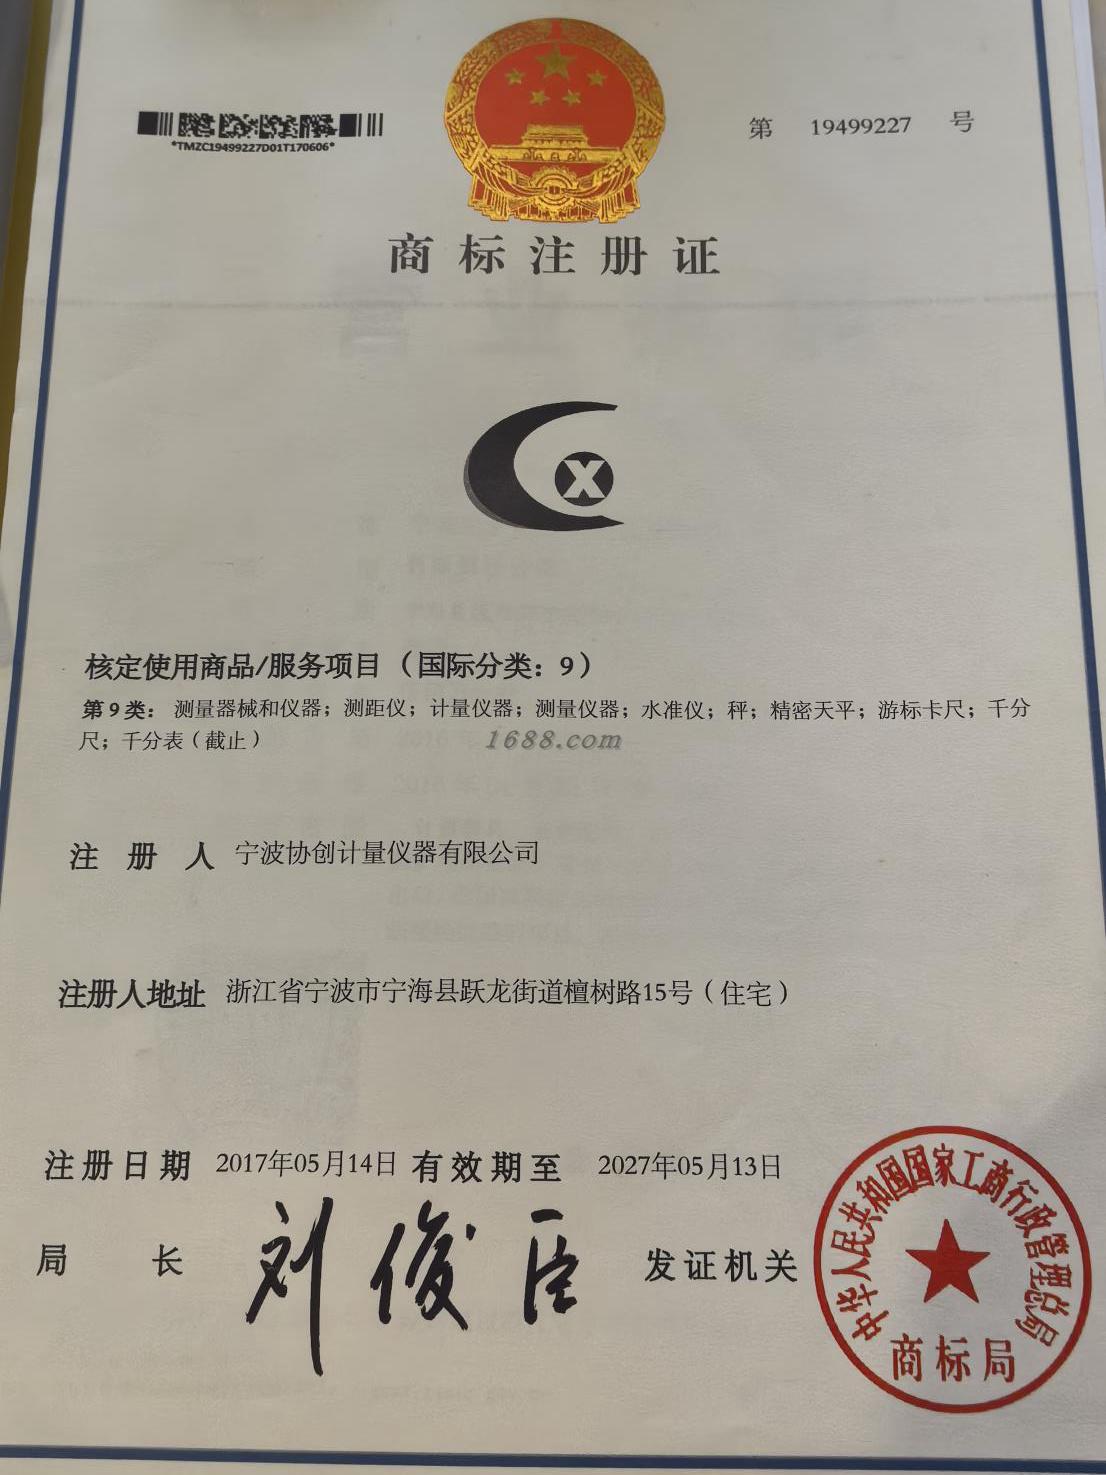 第 19499227 号
*TMZC19499227D01T170606*
商标注册证
X
核定使用商品/服务项目（国际分类：9）
第9类：测量器械和仪器；测距仪；计量仪器；测量仪器；水准仪；秤；精密天平；游标卡尺；千分
尺；千分表（截止）
1688.com
注册人 宁波协创计量仪器有限公司
注册人地址 浙江省宁波市宁海县跃龙街道檀树路15号（住宅）
注册日期 2017年05月14日 有效期至 2027年05月13日
局长 刘俊臣 发证机关
中华人民共和国国家工商行政管理总局
商标局